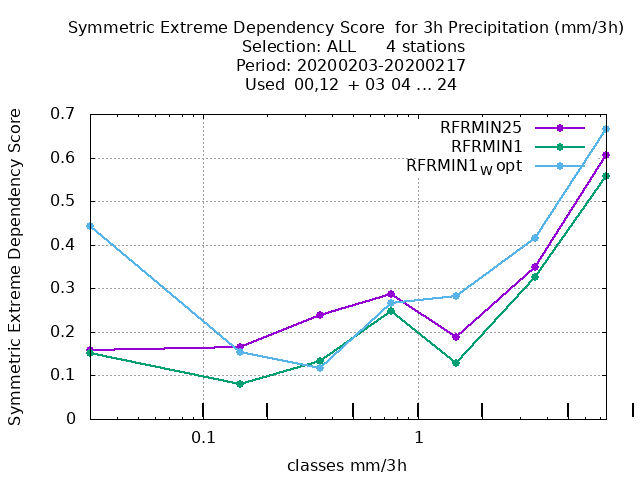 Symmetric Extreme Dependency Score  for 3h Precipitation (mm/3h)
Selection: ALL      4 stations
Period: 20200203-20200217
Used  00,12  + 03 04 ... 24
RFRMIN25
RFRMIN1
RFRMIN1W opt
Symmetric Extreme Dependency Score
0.7
0.6
0.5
0.4
0.3
0.2
0.1
0
0.1 1
classes mm/3h